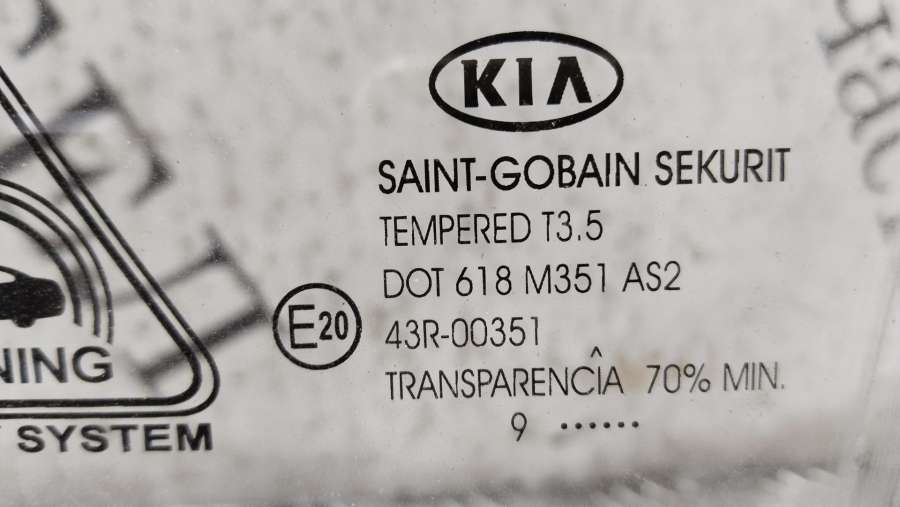 KIA
SAINT-GOBAIN SEKURIT
TEMPERED T3.5
DOT 618 M351 AS2
E20
43R-00351
TRANSPARENCÎA 70% MIN.
9 ••••••
NING
SYSTEM